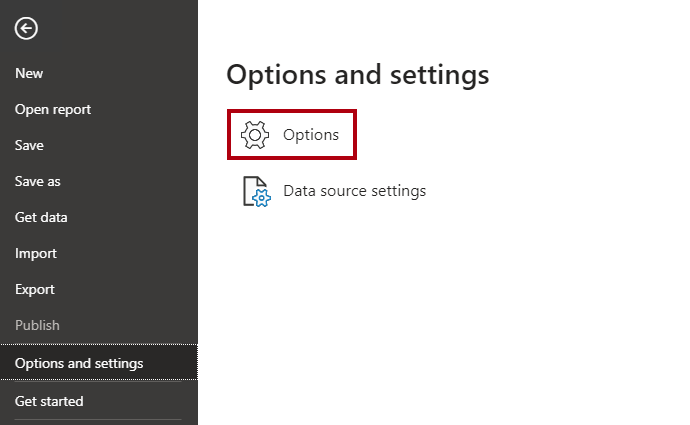 New
Open report
Save
Save as
Get data
Import
Export
Publish
Options and settings
Get started
Options and settings
Options
Data source settings